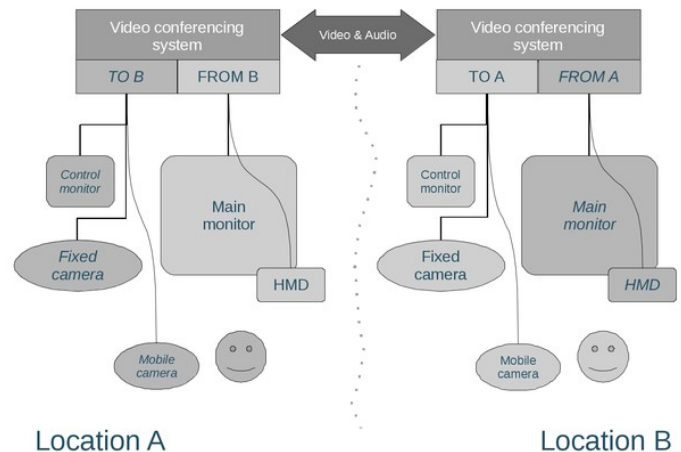 Video conferencing
system
TO B
FROM B
Video & Audio
Video conferencing
system
TO A
FROM A
Control
monitor
Main
monitor
Fixed
camera
HMD
Mobile
camera
Control
monitor
Main
monitor
Fixed
camera
HMD
Mobile
camera
Location A
Location B